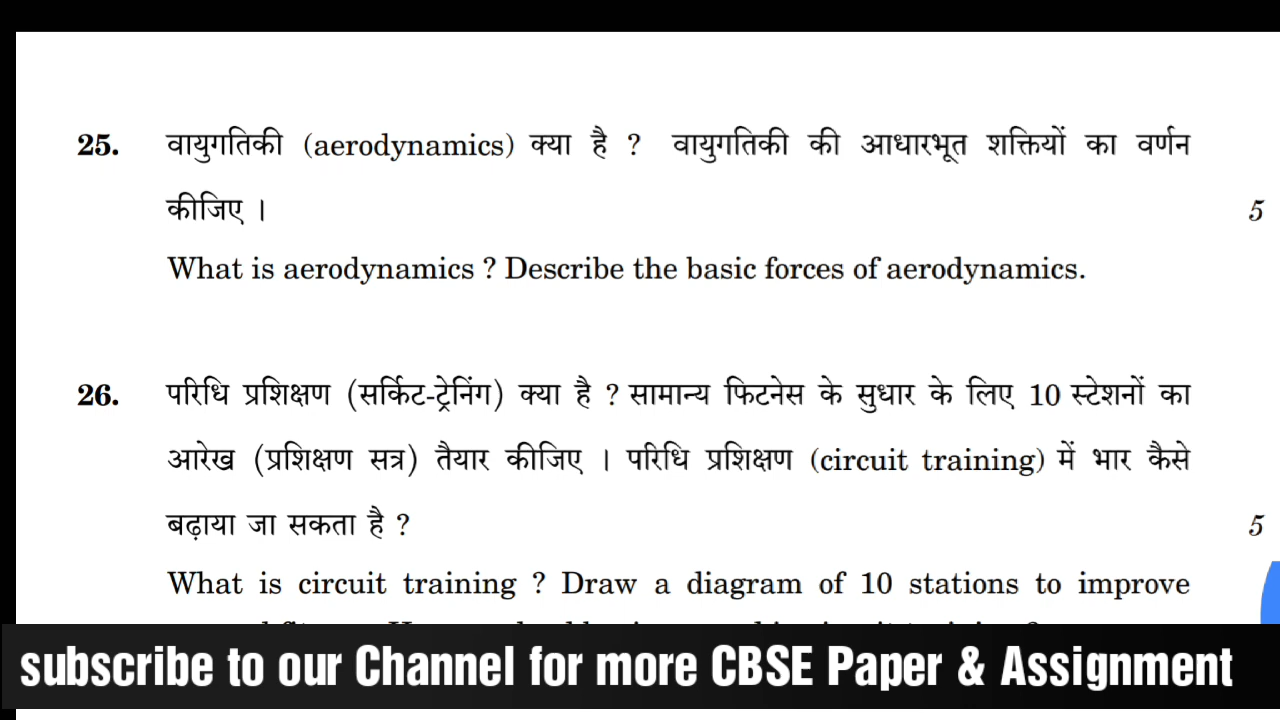 25. वायुगतिकी (aerodynamics) क्या है ? वायुगतिकी की आधारभूत शक्तियों का वर्णन
कीजिए । 5
What is aerodynamics ? Describe the basic forces of aerodynamics.
26. परिधि प्रशिक्षण (सर्किट-ट्रेनिंग) क्या है ? सामान्य फिटनेस के सुधार के लिए 10 स्टेशनों का
आरेख (प्रशिक्षण सत्र) तैयार कीजिए । परिधि प्रशिक्षण (circuit training) में भार कैसे
बढ़ाया जा सकता है ? 5
What is circuit training ? Draw a diagram of 10 stations to improve
subscribe to our Channel for more CBSE Paper & Assignment